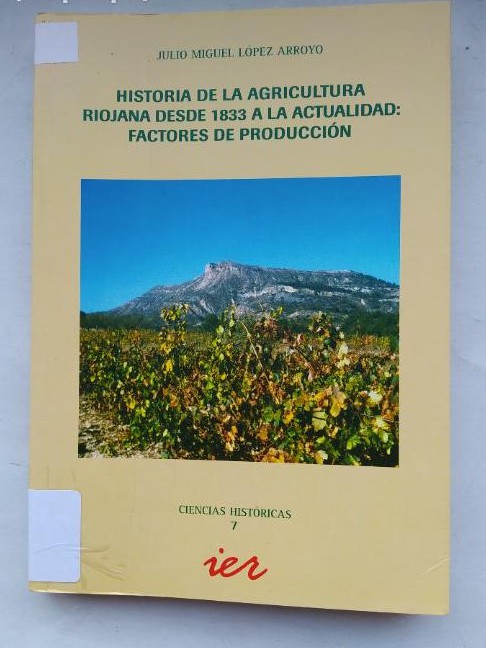 JULIO MIGUEL LÓPEZ ARROYO
HISTORIA DE LA AGRICULTURA
RIOJANA DESDE 1833 A LA ACTUALIDAD:
FACTORES DE PRODUCCIÓN
CIENCIAS HISTÓRICAS
7
ier